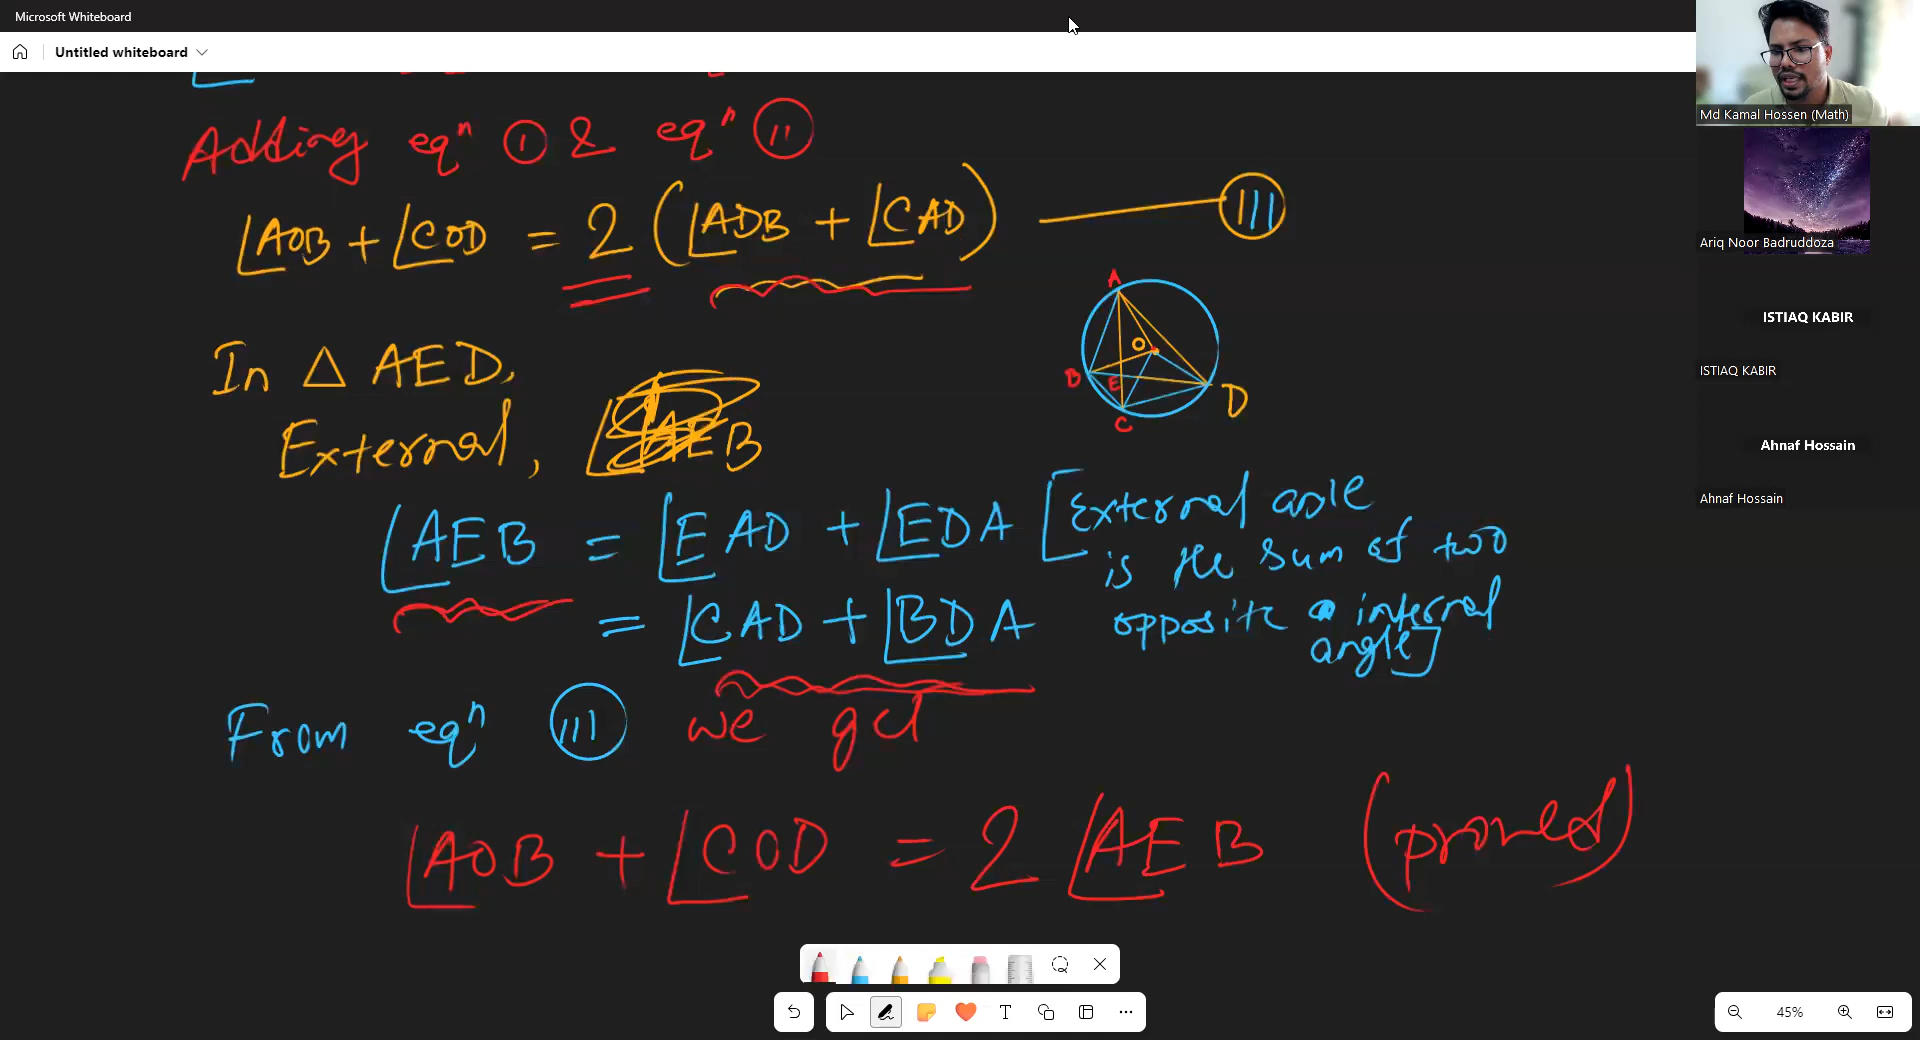 Microsoft Whiteboard
Untitled whiteboard
Adding eqⁿ Ⓘ & eqⁿ ⓘⓘ
∠AOB + ∠COD = 2 (∠ADB + ∠CAD) — III
A
O
B
E
D
C
In △ AED,
External, ∠AEB
∠AEB = ∠EAD + ∠EDA [External
is the sum of two
= ∠CAD + ∠BDA opposite internal
angle]
From eqⁿ III we get
∠AOB + ∠COD = 2 ∠AEB (proved)
Md Kamal Hossen (Math)
Ariq Noor Badruddoza
ISTIAQ KABIR
ISTIAQ KABIR
Ahnaf Hossain
Ahnaf Hossain
45%